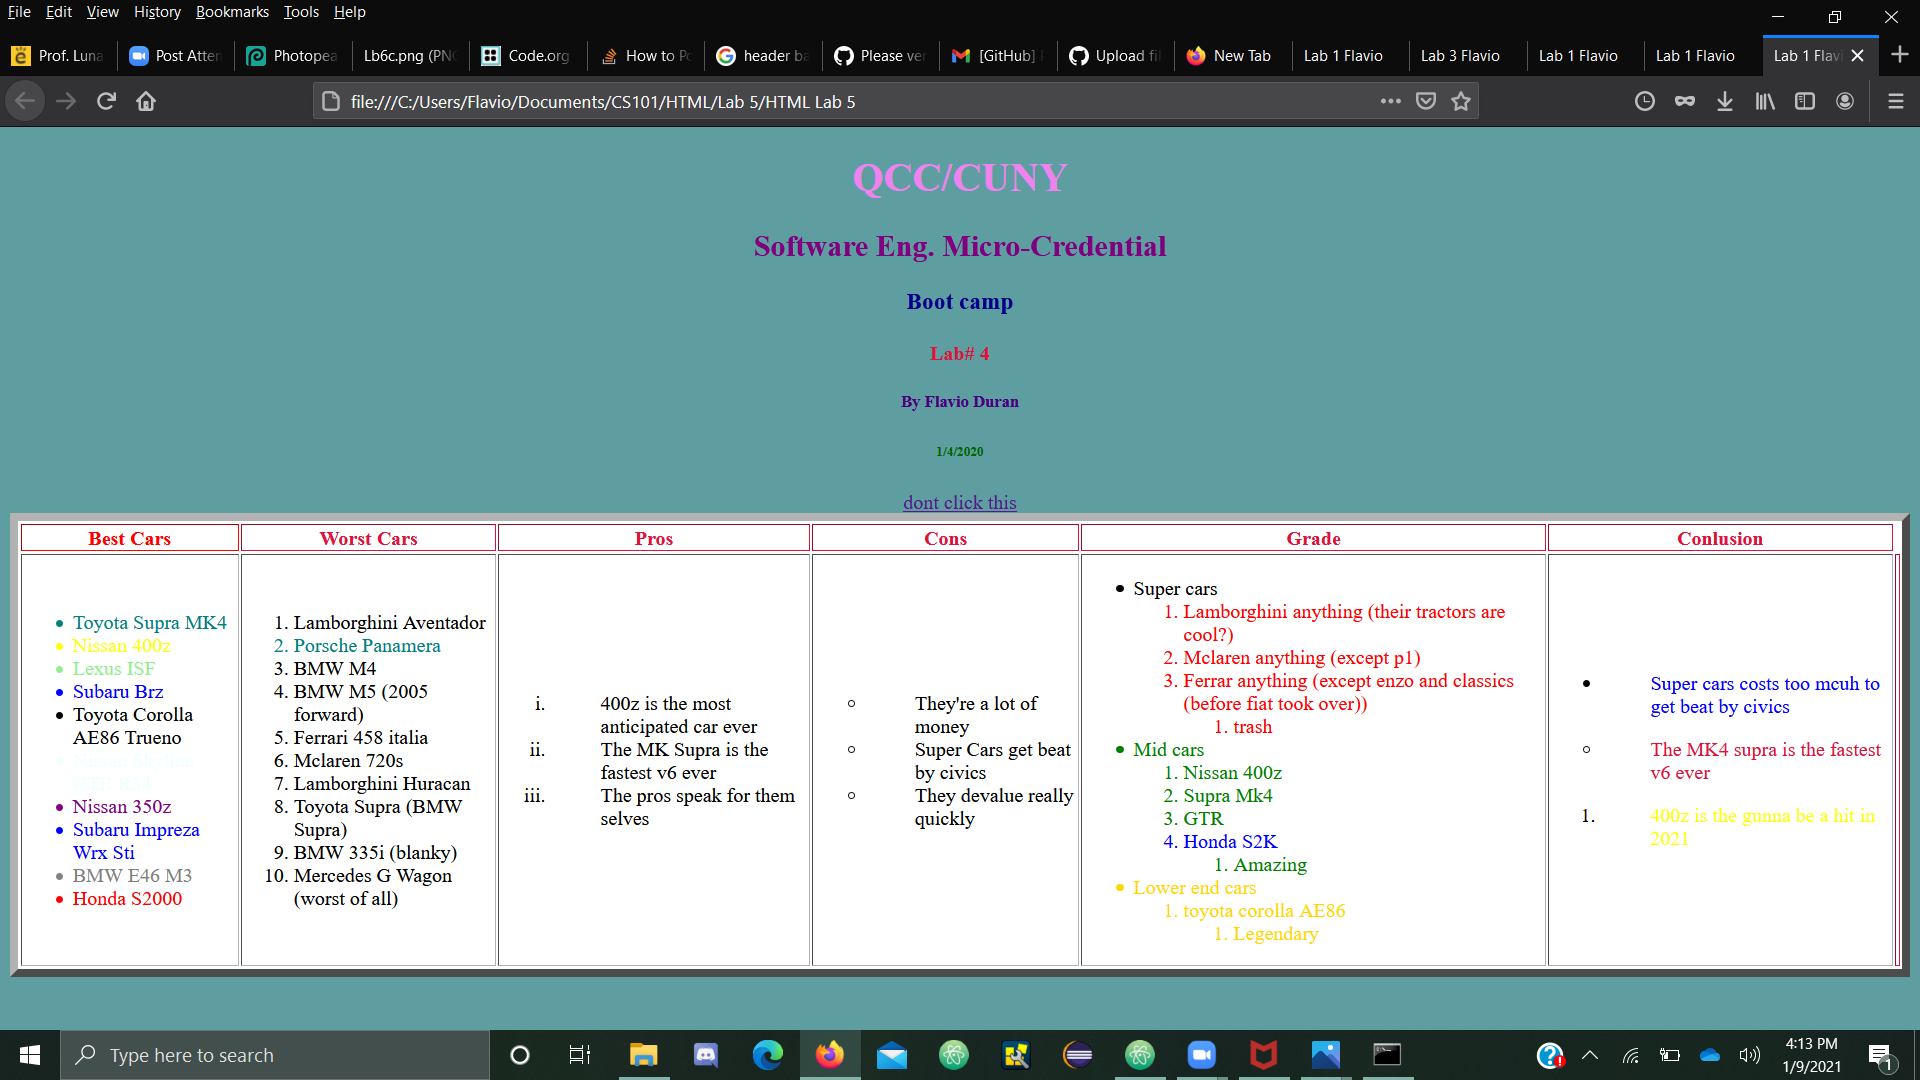 File Edit View History Bookmarks Tools Help
Prof. Luna Post Atten Photopea Lb6c.png (PNG Code.org How to Po header ba Please ver [GitHub] Upload fil New Tab Lab 1 Flavio Lab 3 Flavio Lab 1 Flavio Lab 1 Flavio Lab 1 Flavi
file:///C:/Users/Flavio/Documents/CS101/HTML/Lab 5/HTML Lab 5
QCC/CUNY
Software Eng. Micro-Credential
Boot camp
Lab# 4
By Flavio Duran
1/4/2020
dont click this
Best Cars Worst Cars Pros Cons Grade Conlusion
Toyota Supra MK4
Nissan 400z
Lexus ISF
Subaru Brz
Toyota Corolla
AE86 Trueno
Nissan Skyline
GTR R34
Nissan 350z
Subaru Impreza
Wrx Sti
BMW E46 M3
Honda S2000
1. Lamborghini Aventador
2. Porsche Panamera
3. BMW M4
4. BMW M5 (2005
forward)
5. Ferrari 458 italia
6. Mclaren 720s
7. Lamborghini Huracan
8. Toyota Supra (BMW
Supra)
9. BMW 335i (blanky)
10. Mercedes G Wagon
(worst of all)
i. 400z is the most
anticipated car ever
ii. The MK Supra is the
fastest v6 ever
iii. The pros speak for them
selves
They're a lot of
money
Super Cars get beat
by civics
They devalue really
quickly
Super cars
1. Lamborghini anything (their tractors are
cool?)
2. Mclaren anything (except p1)
3. Ferrar anything (except enzo and classics
(before fiat took over))
1. trash
Mid cars
1. Nissan 400z
2. Supra Mk4
3. GTR
4. Honda S2K
1. Amazing
Lower end cars
1. toyota corolla AE86
1. Legendary
Super cars costs too mcuh to
get beat by civics
The MK4 supra is the fastest
v6 ever
1. 400z is the gunna be a hit in
2021
Type here to search
4:13 PM
1/9/2021
1